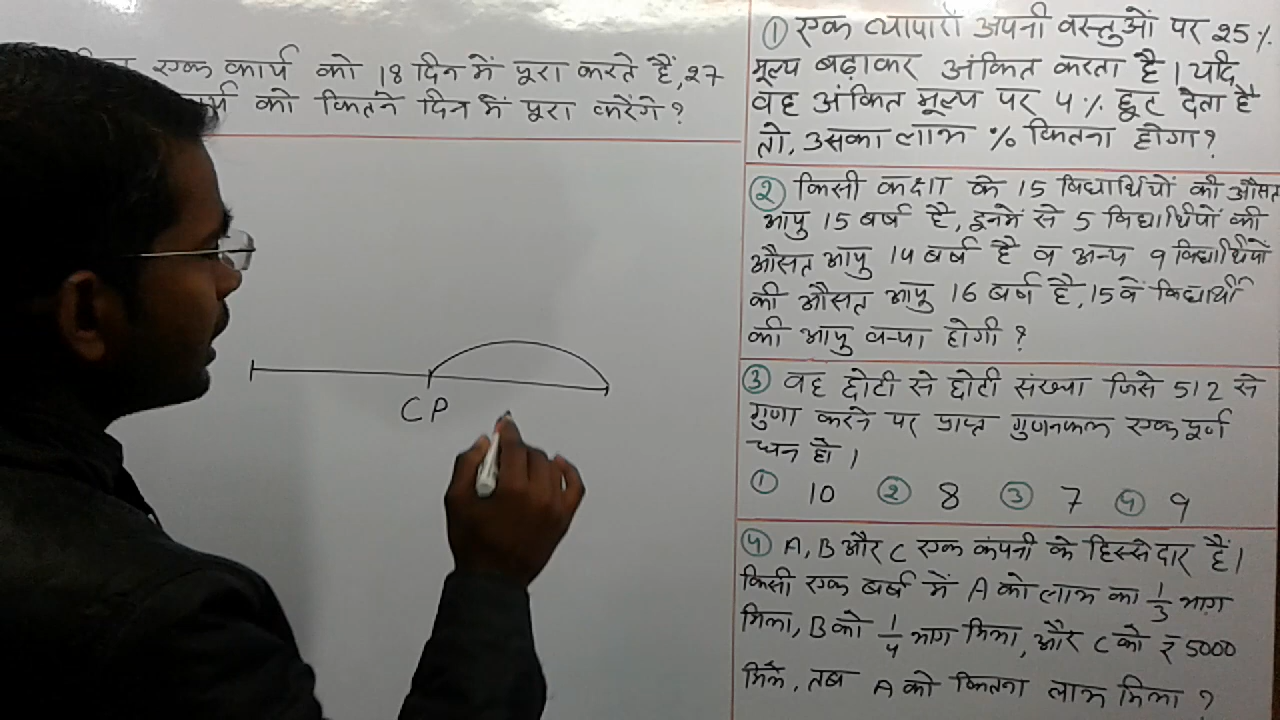 एक कार्य को 18 दिन में पूरा करते हैं, 27
को कितने दिन में पूरा करेंगे?
CP
① एक व्यापारी अपनी वस्तुओं पर 25%
मूल्य बढ़ाकर अंकित करता है। यदि
वह अंकित मूल्य पर 4% छूट देता है
तो, उसका लाभ % कितना होगा?
② किसी कक्षा के 15 विद्यार्थियों की औसत
आयु 15 वर्ष है, इनमें से 5 विद्यार्थियों की
औसत आयु 14 वर्ष है व अन्य 9 विद्यार्थियों
की औसत आयु 16 वर्ष है, 15 वें विद्यार्थी
की आयु क्या होगी ?
③ वह छोटी से छोटी संख्या जिसे 512 से
गुणा करने पर प्राप्त गुणनफल एक पूर्ण
घन हो ।
① 10 ② 8 ③ 7 ④ 9
④ A, B और C एक कंपनी के हिस्सेदार हैं।
किसी एक वर्ष में A को लाभ का 1/3 भाग
मिला, B को 1/4 भाग मिला, और C को ₹ 5000
मिले, तब A को कितना लाभ मिला ?